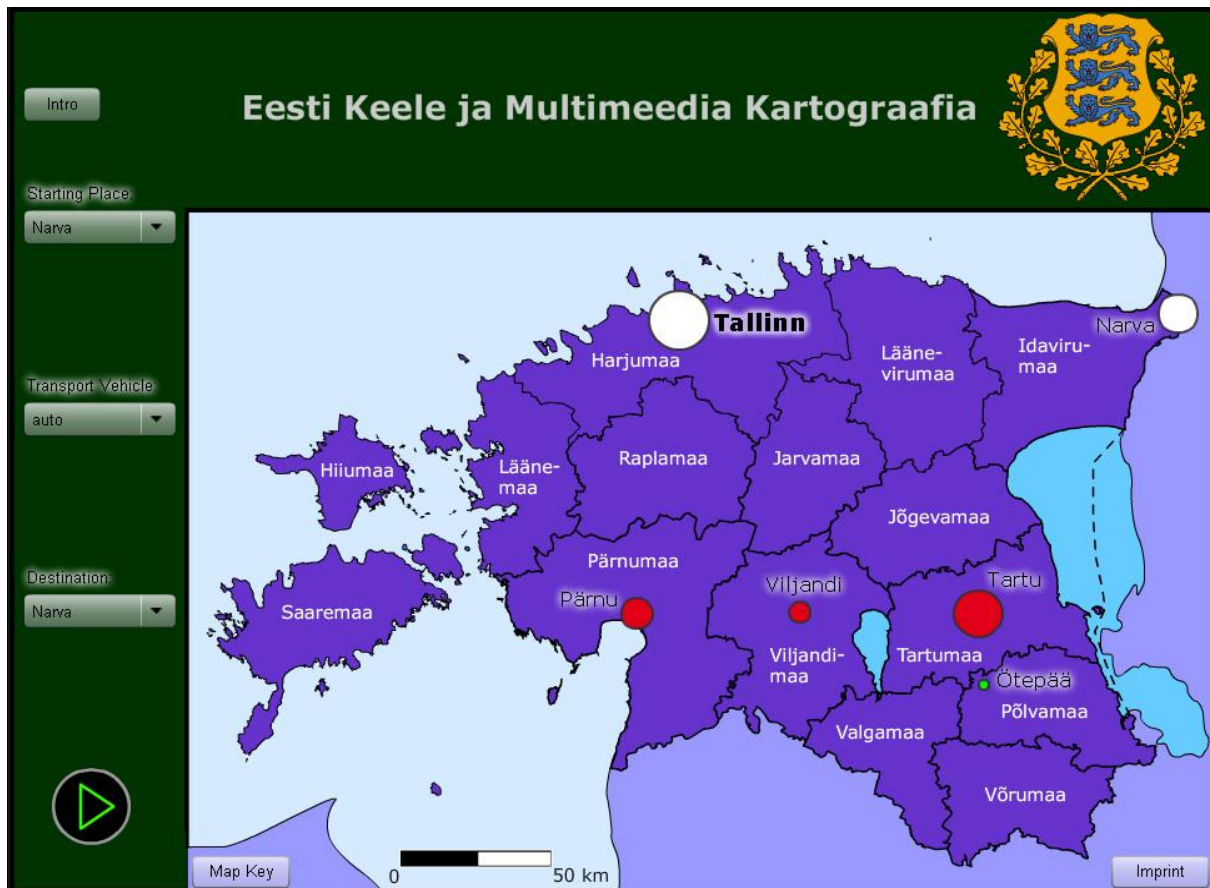 Intro
Eesti Keele ja Multimeedia Kartograafia
Starting Place:
Narva
Transport Vehicle
auto
Destination:
Narva
Tallinn
Narva
Harjumaa
Lääne-
virumaa
Idaviru-
maa
Hiiumaa
Lääne-
maa
Raplamaa
Jarvamaa
Jõgevamaa
Pärnumaa
Pärnu
Viljandi
Tartu
Saaremaa
Viljandi-
maa
Tartumaa
Ötepää
Põlvamaa
Valgamaa
Võrumaa
Map Key
0
50 km
Imprint